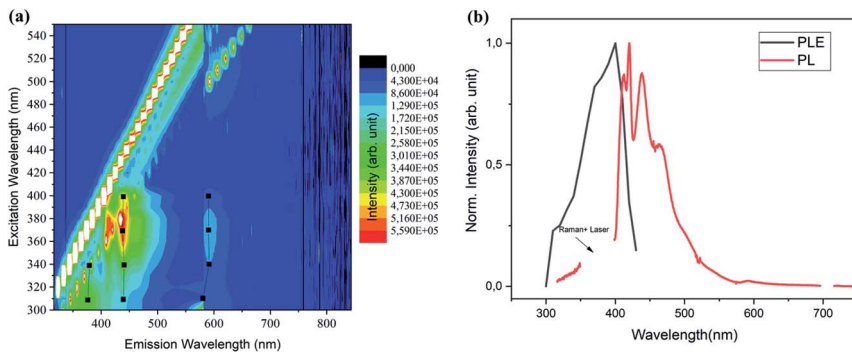 (a)
540
520
500
480
460
440
420
400
380
360
340
320
300
Excitation Wavelength (nm)
400
500
600
700
800
Emission Wavelength (nm)
Intensity (arb. unit)
0,000
4,300E+04
8,600E+04
1,290E+05
1,720E+05
2,150E+05
2,580E+05
3,010E+05
3,440E+05
3,870E+05
4,300E+05
4,730E+05
5,160E+05
5,590E+05
(b)
1,0
0,5
0,0
Norm. Intensity (arb. unit)
PLE
PL
Raman+ Laser
300
400
500
600
700
Wavelength(nm)